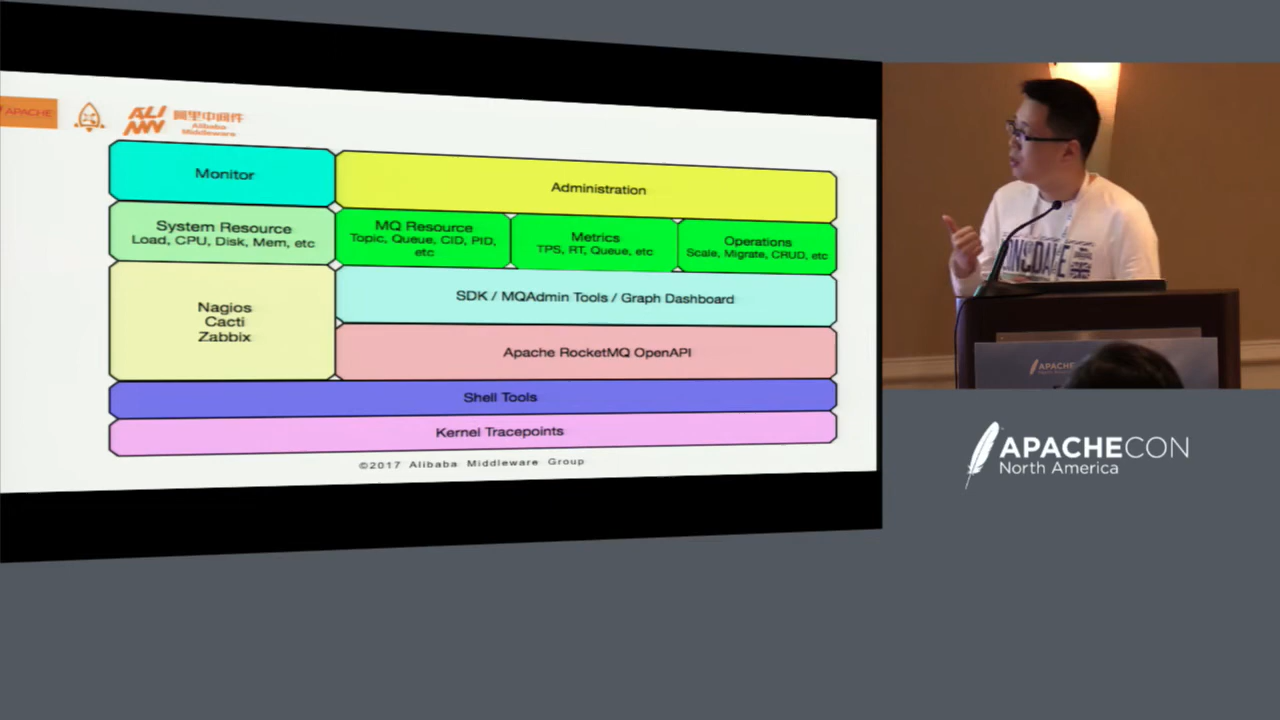 APACHE
ALI
阿里中间件
Alibaba
Middleware
Monitor
Administration
System Resource
Load, CPU, Disk, Mem, etc
MQ Resource
Topic, Queue, CID, PID,
etc
Metrics
TPS, RT, Queue, etc
Operations
Scale, Migrate, CRUD, etc
Nagios
Cacti
Zabbix
SDK / MQAdmin Tools / Graph Dashboard
Apache RocketMQ OpenAPI
Shell Tools
Kernel Tracepoints
©2017 Alibaba Middleware Group
APACHE
APACHECON
North America